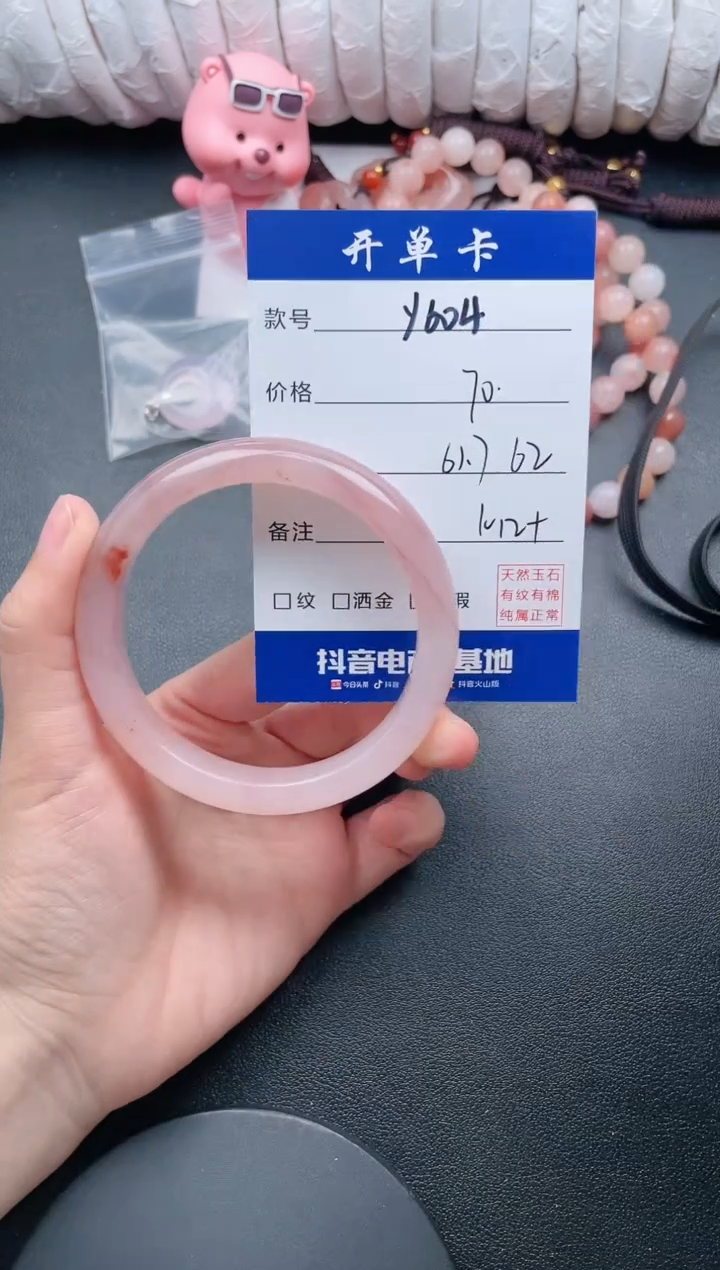 开单卡
款号 y604
价格 70.
61.7 62
备注
天然玉石
□纹 □洒金
有纹有棉
纯属正常
抖音电 基地
今日头条 抖音 抖音火山版